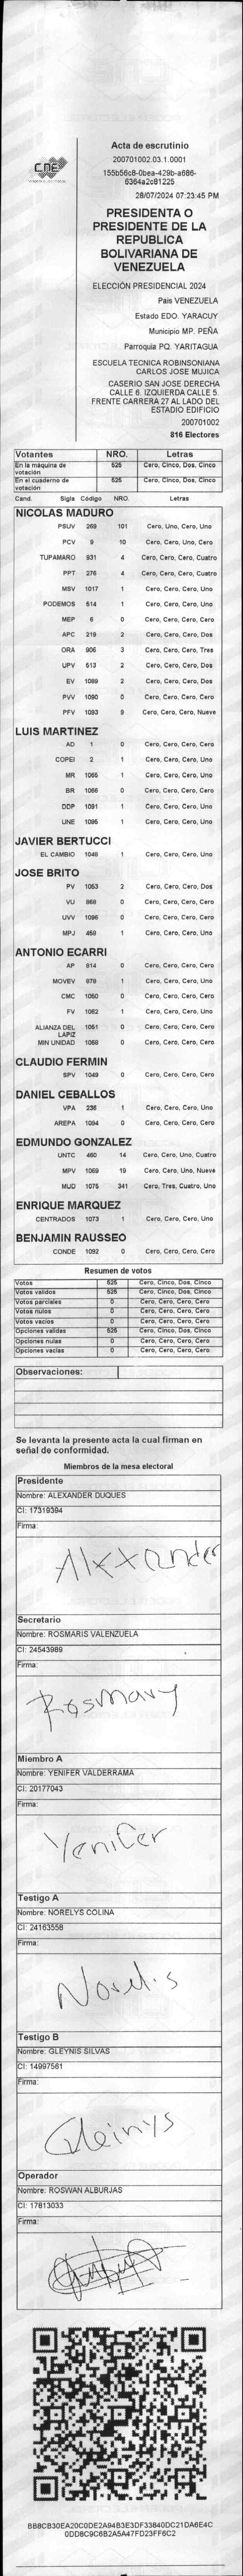 CNE
Acta de escrutinio
200701002.03.1.0001
155b56c8-0bea-429b-a686-
6364a2c81225
28/07/2024 07:23:45 PM
PRESIDENTA O
PRESIDENTE DE LA
REPUBLICA
BOLIVARIANA DE
VENEZUELA
ELECCIÓN PRESIDENCIAL 2024
Pais VENEZUELA
Estado EDO. YARACUY
Municipio MP. PEÑA
Parroquia PQ. YARITAGUA
ESCUELA TECNICA ROBINSONIANA
CARLOS JOSE MUJICA
CASERIO SAN JOSE DERECHA
CALLE 6. IZQUIERDA CALLE 5.
FRENTE CARRERA 27 AL LADO DEL
ESTADIO EDIFICIO
200701002
816 Electores
Votantes NRO. Letras
En la máquina de votación 525 Cero, Cinco, Dos, Cinco
En el cuaderno de votación 525 Cero, Cinco, Dos, Cinco
Cand. Sigla Código NRO. Letras
NICOLAS MADURO
PSUV 269 101 Cero, Uno, Cero, Uno
PCV 9 10 Cero, Cero, Uno, Cero
TUPAMARO 931 4 Cero, Cero, Cero, Cuatro
PPT 276 4 Cero, Cero, Cero, Cuatro
MSV 1017 1 Cero, Cero, Cero, Uno
PODEMOS 514 1 Cero, Cero, Cero, Uno
MEP 6 0 Cero, Cero, Cero, Cero
APC 219 2 Cero, Cero, Cero, Dos
ORA 906 3 Cero, Cero, Cero, Tres
UPV 513 2 Cero, Cero, Cero, Dos
EV 1089 2 Cero, Cero, Cero, Dos
PVV 1090 0 Cero, Cero, Cero, Cero
PFV 1093 9 Cero, Cero, Cero, Nueve
LUIS MARTINEZ
AD 1 0 Cero, Cero, Cero, Cero
COPEI 2 1 Cero, Cero, Cero, Uno
MR 1065 1 Cero, Cero, Cero, Uno
BR 1066 0 Cero, Cero, Cero, Cero
DDP 1091 1 Cero, Cero, Cero, Uno
UNE 1095 1 Cero, Cero, Cero, Uno
JAVIER BERTUCCI
EL CAMBIO 1048 1 Cero, Cero, Cero, Uno
JOSE BRITO
PV 1053 2 Cero, Cero, Cero, Dos
VU 868 0 Cero, Cero, Cero, Cero
UVV 1096 0 Cero, Cero, Cero, Cero
MPJ 459 1 Cero, Cero, Cero, Uno
ANTONIO ECARRI
AP 814 0 Cero, Cero, Cero, Cero
MOVEV 979 1 Cero, Cero, Cero, Uno
CMC 1050 0 Cero, Cero, Cero, Cero
FV 1062 1 Cero, Cero, Cero, Uno
ALIANZA DEL LAPIZ 1051 0 Cero, Cero, Cero, Cero
MIN UNIDAD 1068 0 Cero, Cero, Cero, Cero
CLAUDIO FERMIN
SPV 1049 0 Cero, Cero, Cero, Cero
DANIEL CEBALLOS
VPA 236 1 Cero, Cero, Cero, Uno
AREPA 1094 0 Cero, Cero, Cero, Cero
EDMUNDO GONZALEZ
UNTC 460 14 Cero, Cero, Uno, Cuatro
MPV 1069 19 Cero, Cero, Uno, Nueve
MUD 1075 341 Cero, Tres, Cuatro, Uno
ENRIQUE MARQUEZ
CENTRADOS 1073 1 Cero, Cero, Cero, Uno
BENJAMIN RAUSSEO
CONDE 1092 0 Cero, Cero, Cero, Cero
Resumen de votos
Votos 525 Cero, Cinco, Dos, Cinco
Votos validos 525 Cero, Cinco, Dos, Cinco
Votos parciales 0 Cero, Cero, Cero, Cero
Votos nulos 0 Cero, Cero, Cero, Cero
Votos vacios 0 Cero, Cero, Cero, Cero
Opciones validas 525 Cero, Cinco, Dos, Cinco
Opciones nulas 0 Cero, Cero, Cero, Cero
Opciones vacias 0 Cero, Cero, Cero, Cero
Observaciones:
Se levanta la presente acta la cual firman en
señal de conformidad.
Miembros de la mesa electoral
Presidente
Nombre: ALEXANDER DUQUES
CI: 17319394
Firma:
Alexander
Secretario
Nombre: ROSMARIS VALENZUELA
CI: 24543989
Firma:
Rosmary
Miembro A
Nombre: YENIFER VALDERRAMA
CI: 20177043
Firma:
Yenifer
Testigo A
Nombre: NORELYS COLINA
CI: 24163558
Firma:
Norelis
Testigo B
Nombre: GLEYNIS SILVAS
CI: 14997561
Firma:
Gleinys
Operador
Nombre: ROSWAN ALBURJAS
CI: 17813033
Firma:
BB8CB30EA20C0DE2A94B3E3DF33840DC21DA6E4C
0DD8C9C6B2A5A47FD23FF6C2